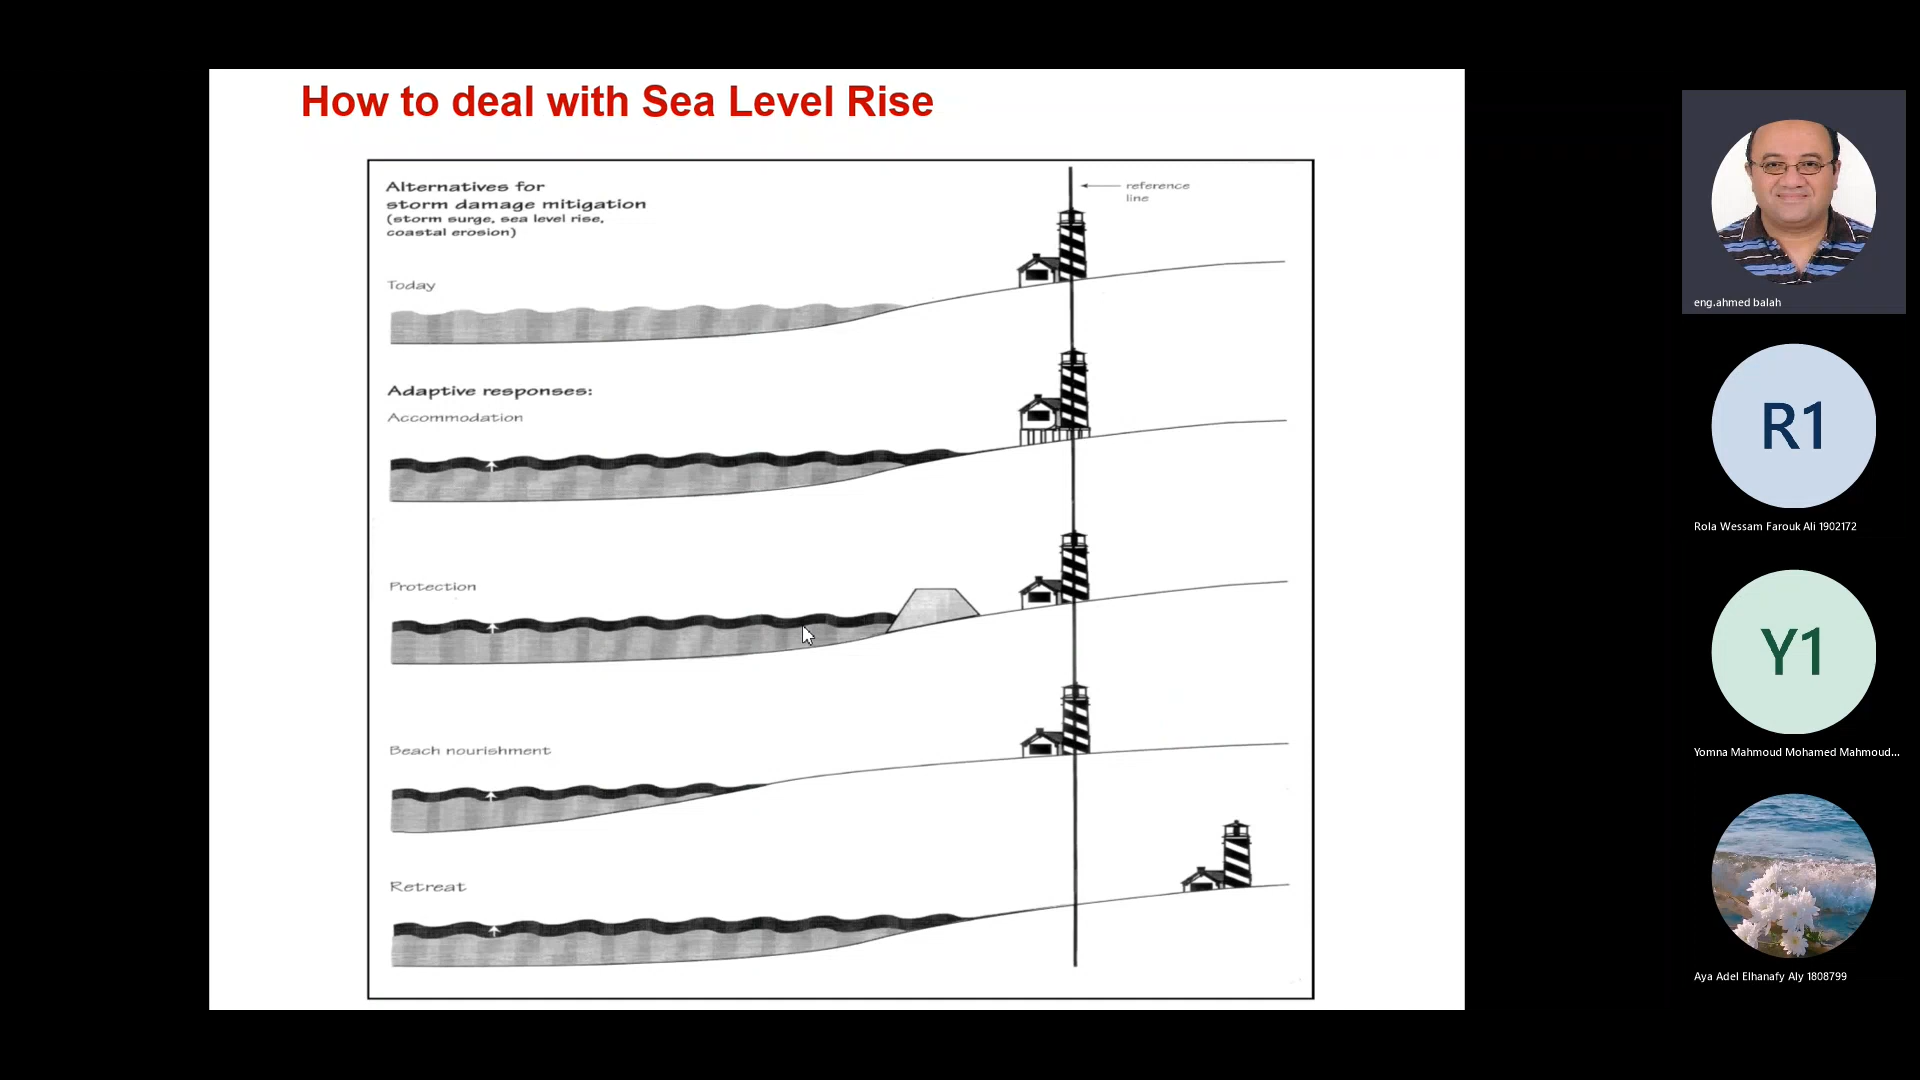 How to deal with Sea Level Rise
Alternatives for
storm damage mitigation
(storm surge, sea level rise,
coastal erosion)
reference
line
Today
Adaptive responses:
Accommodation
Protection
Beach nourishment
Retreat
eng.ahmed balah
R1
Rola Wessam Farouk Ali 1902172
Y1
Yomna Mahmoud Mohamed Mahmoud...
Aya Adel Elhanafy Aly 1808799